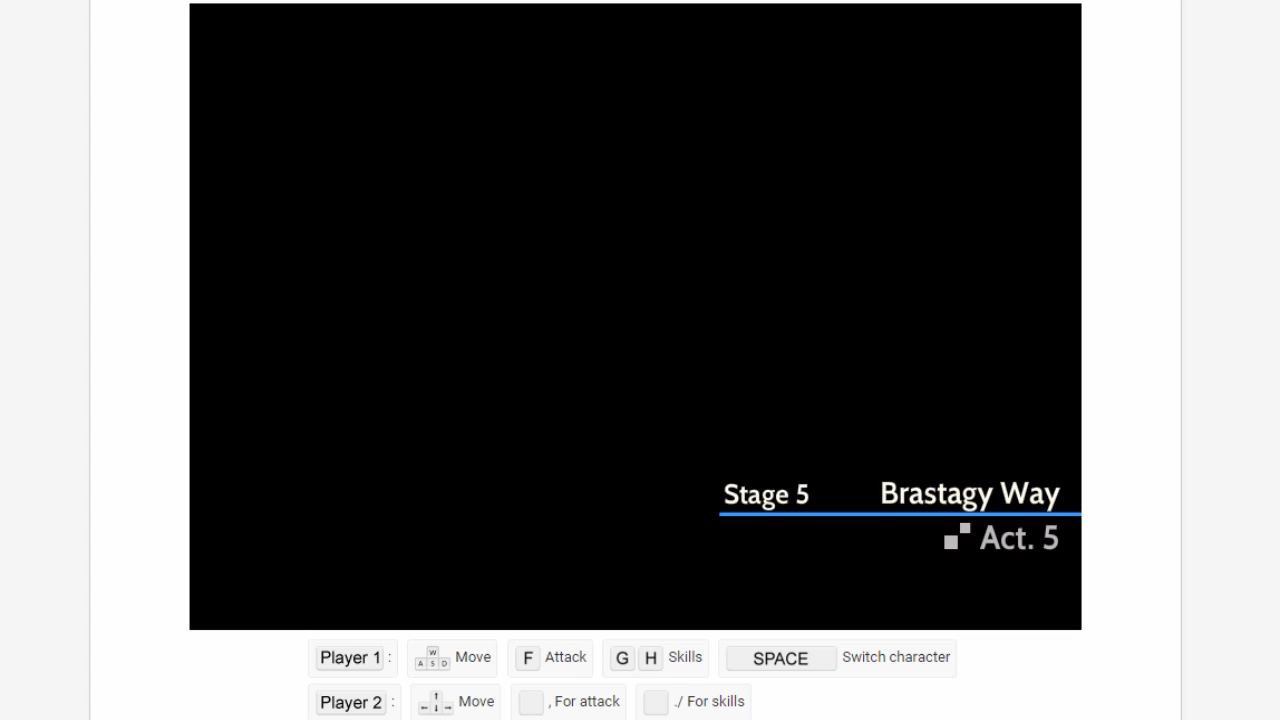 Stage 5 Brastagy Way
Act. 5
Player 1 : W A S D Move F Attack G H Skills SPACE Switch character
Player 2 : ← ↑ ↓ → Move , For attack ./ For skills